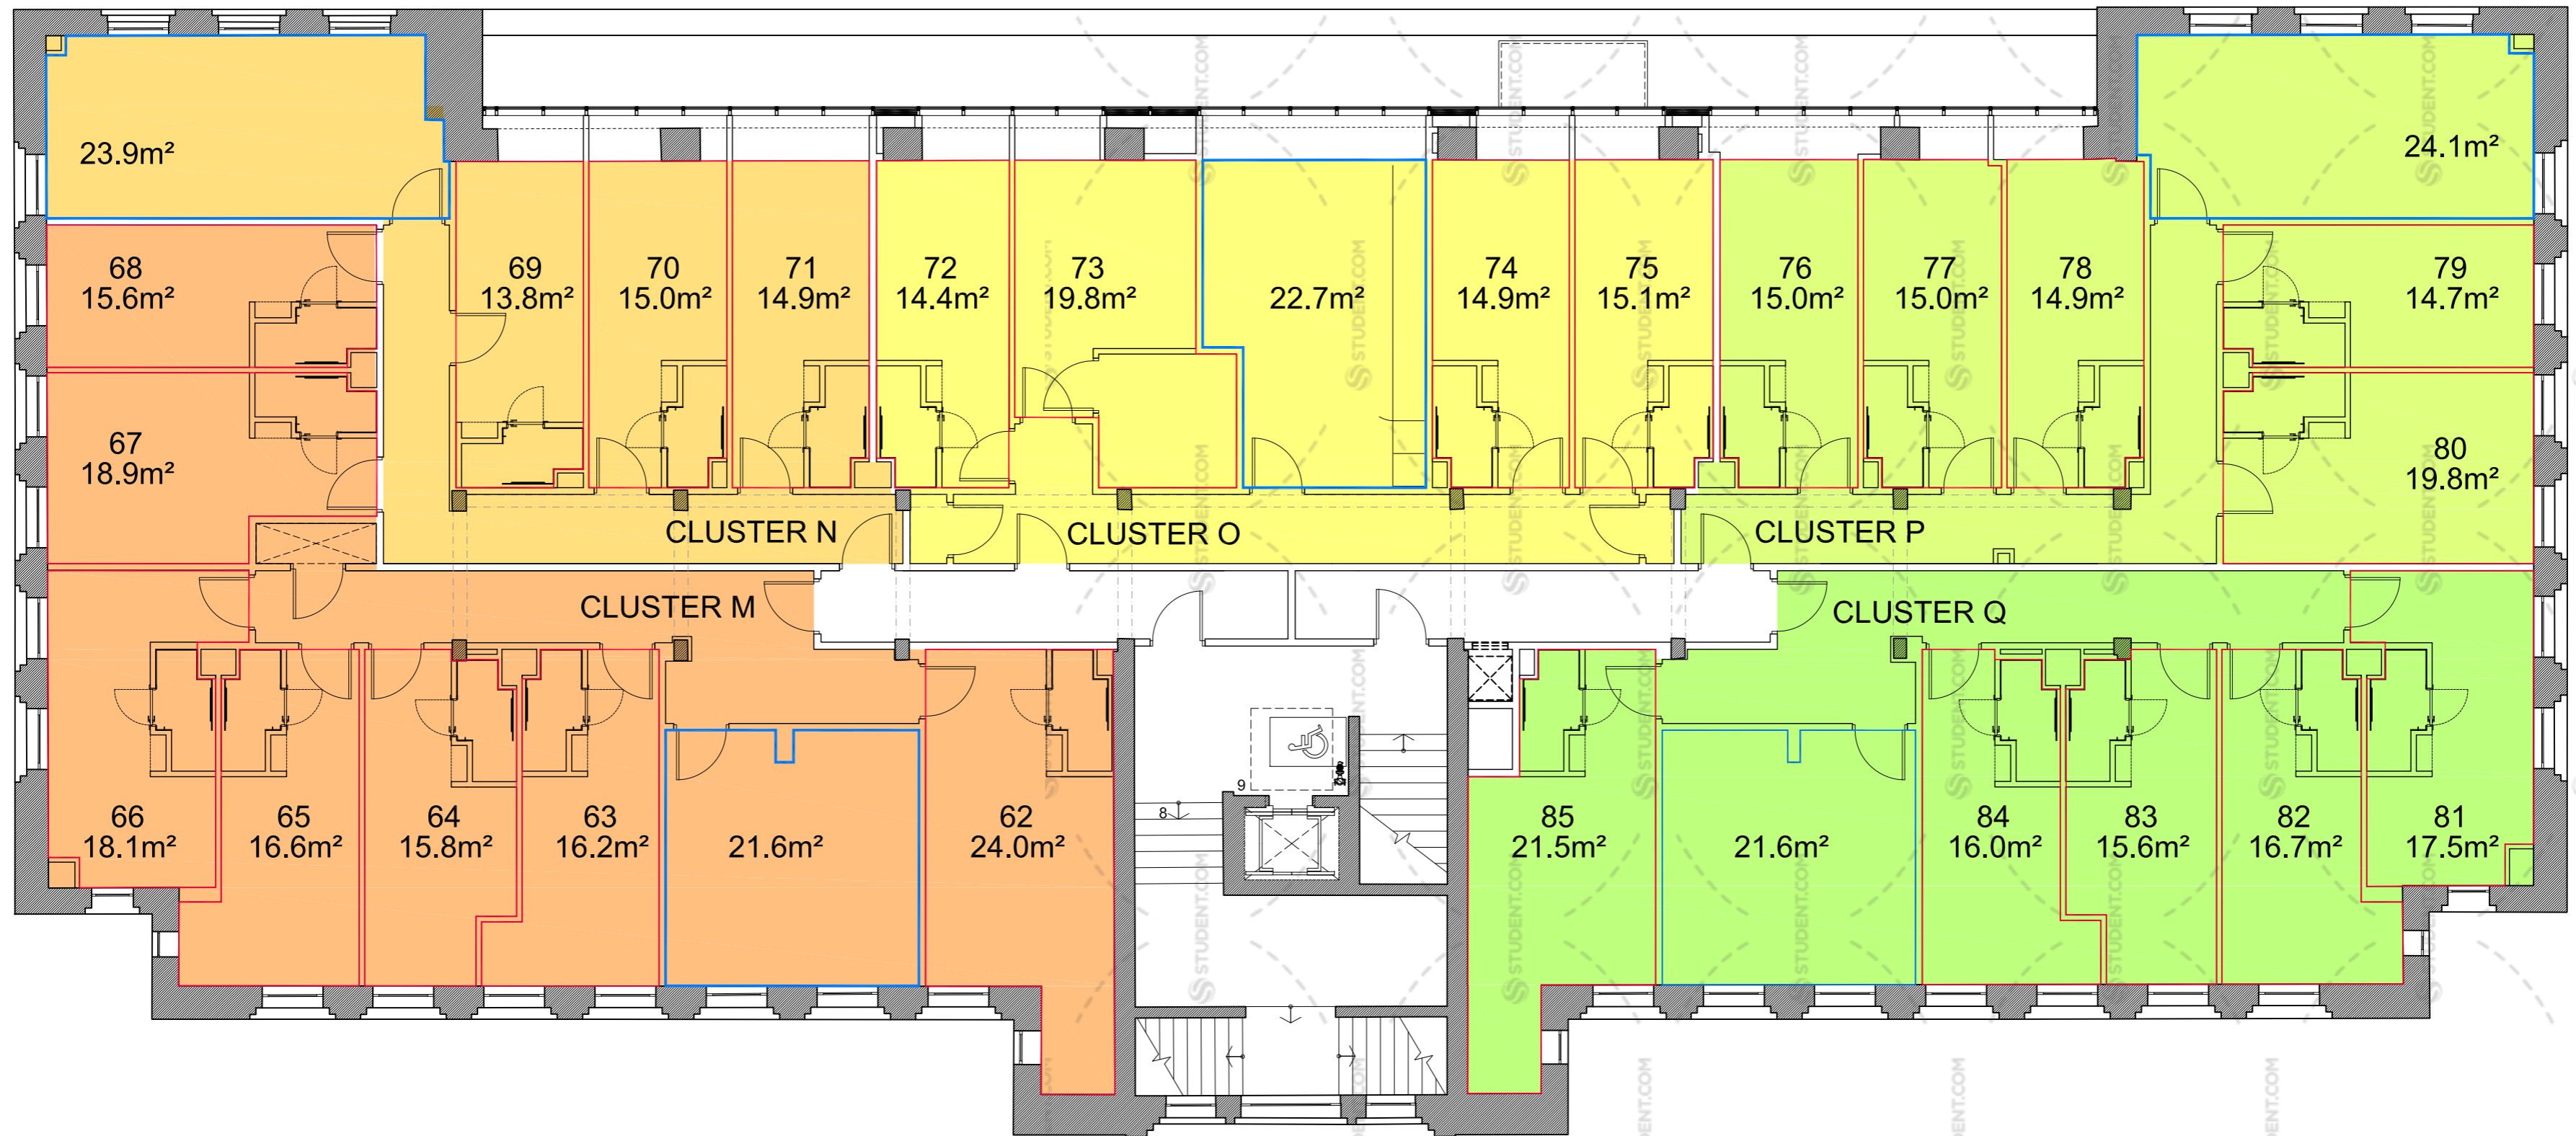 23.9m²
24.1m²
68
15.6m²
69
13.8m²
70
15.0m²
71
14.9m²
72
14.4m²
73
19.8m²
22.7m²
74
14.9m²
75
15.1m²
76
15.0m²
77
15.0m²
78
14.9m²
79
14.7m²
67
18.9m²
80
19.8m²
CLUSTER N
CLUSTER O
CLUSTER P
CLUSTER M
CLUSTER Q
66
18.1m²
65
16.6m²
64
15.8m²
63
16.2m²
21.6m²
62
24.0m²
9
8
85
21.5m²
21.6m²
84
16.0m²
83
15.6m²
82
16.7m²
81
17.5m²
STUDENT.COM